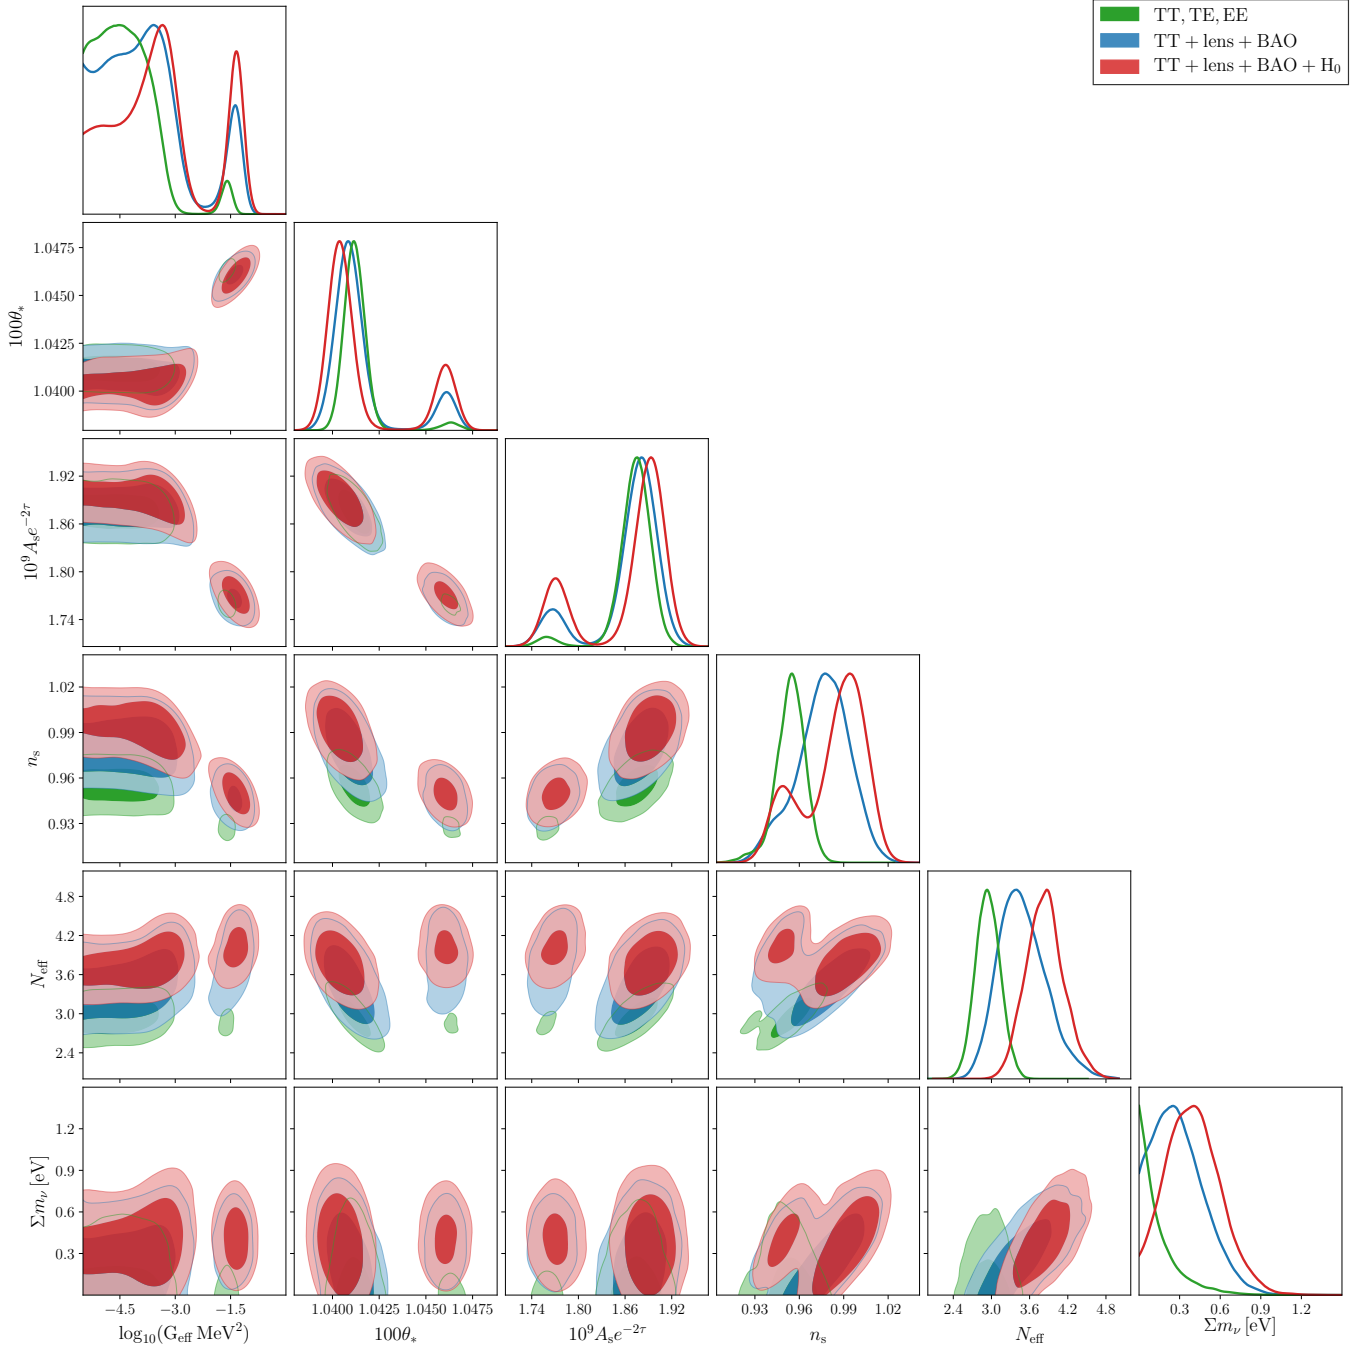 TT, TE, EE
TT + lens + BAO
TT + lens + BAO + H₀
1.0475
1.0450
1.0425
1.0400
100θ∗
1.92
1.86
1.80
1.74
10⁹Aₛe⁻²τ
1.02
0.99
0.96
0.93
nₛ
4.8
4.2
3.6
3.0
2.4
N_eff
1.2
0.9
0.6
0.3
Σm_ν [eV]
−4.5 −3.0 −1.5
1.0400 1.0425 1.0450 1.0475
1.74 1.80 1.86 1.92
0.93 0.96 0.99 1.02
2.4 3.0 3.6 4.2 4.8
0.3 0.6 0.9 1.2
log₁₀(G_eff MeV²)
100θ∗
10⁹Aₛe⁻²τ
nₛ
N_eff
Σm_ν [eV]